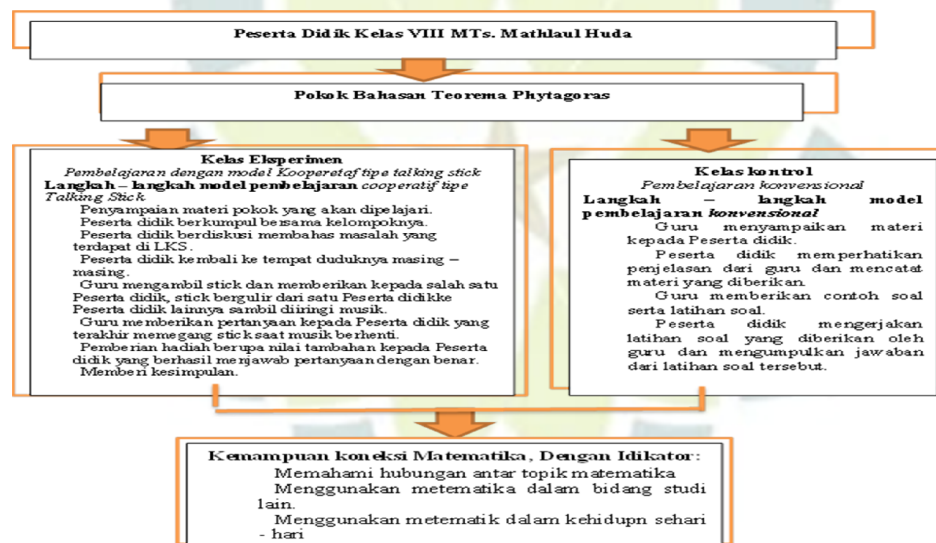 Peserta Didik Kelas VIII MTs. Mathlaul Huda
Pokok Bahasan Teorema Phytagoras
Kelas Eksperimen
Pembelajaran dengan model Kooperetaf tipe talking stick
Langkah – langkah model pembelajaran cooperatif tipe
Talking Stick
Penyampaian materi pokok yang akan dipelajari.
Peserta didik berkumpul bersama kelompoknya.
Peserta didik berdiskusi membahas masalah yang
terdapat di LKS.
Peserta didik kembali ke tempat duduknya masing –
masing.
Guru mengambil stick dan memberikan kepada salah satu
Peserta didik, stick bergulir dari satu Peserta didikke
Peserta didik lainnya sambil diiringi musik.
Guru memberikan pertanyaan kepada Peserta didik yang
terakhir memegang stick saat musik berhenti.
Pemberian hadiah berupa nilai tambahan kepada Peserta
didik yang berhasil menjawab pertanyaan dengan benar.
Memberi kesimpulan.
Kelas kontrol
Pembelajaran konvensional
Langkah – langkah model
pembelajaran konvensional
Guru menyampaikan materi
kepada Peserta didik.
Peserta didik memperhatikan
penjelasan dari guru dan mencatat
materi yang diberikan.
Guru memberikan contoh soal
serta latihan soal.
Peserta didik mengerjakan
latihan soal yang diberikan oleh
guru dan mengumpulkan jawaban
dari latihan soal tersebut.
Kemampuan koneksi Matematika, Dengan Idikator:
Memahami hubungan antar topik matematika
Menggunakan metematika dalam bidang studi
lain.
Menggunakan metematik dalam kehidupn sehari
- hari